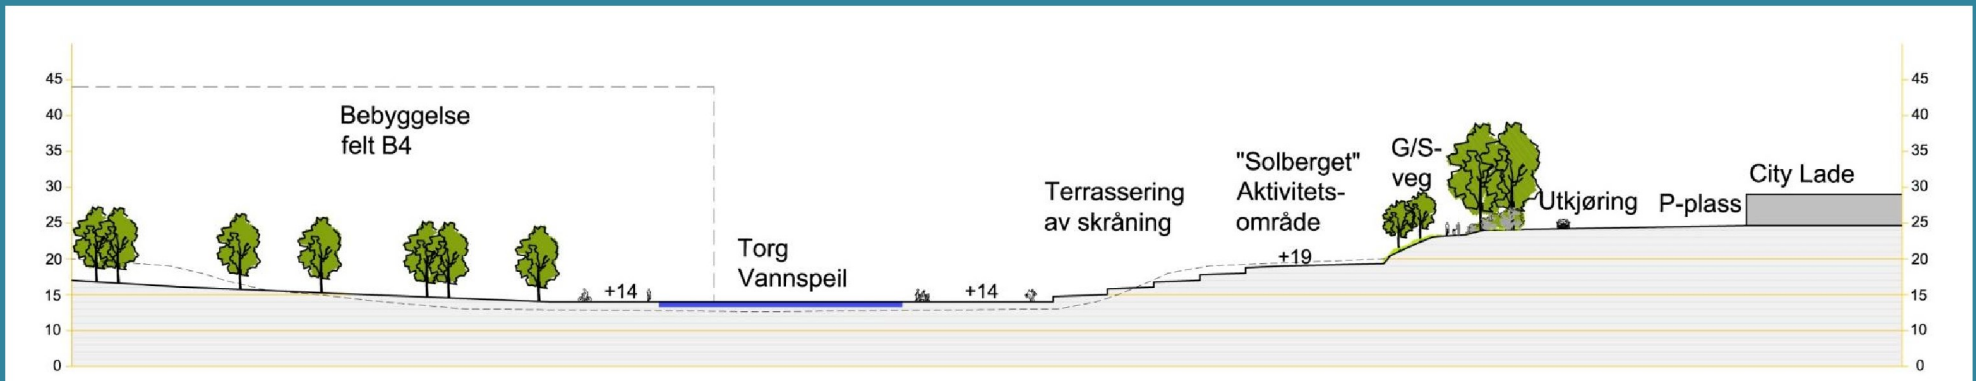 45
40
35
30
25
20
15
10
0
Bebyggelse
felt B4
+14
Torg
Vannspeil
+14
Terrassering
av skråning
"Solberget"
Aktivitets-
område
+19
G/S-
veg
Utkjøring
P-plass
City Lade
45
40
35
30
25
20
15
10
0